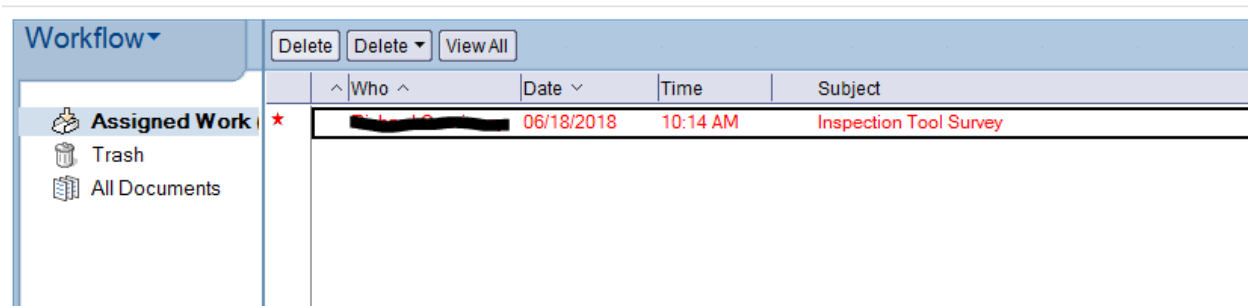 Workflow
Delete Delete View All
Who Date Time Subject
Assigned Work
06/18/2018 10:14 AM Inspection Tool Survey
Trash
All Documents